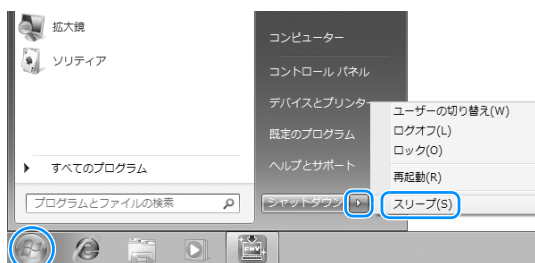 拡大鏡
ソリティア
すべてのプログラム
プログラムとファイルの検索
コンピューター
コントロール パネル
デバイスとプリンター
既定のプログラム
ヘルプとサポート
シャットダウン
ユーザーの切り替え(W)
ログオフ(L)
ロック(O)
再起動(R)
スリープ(S)